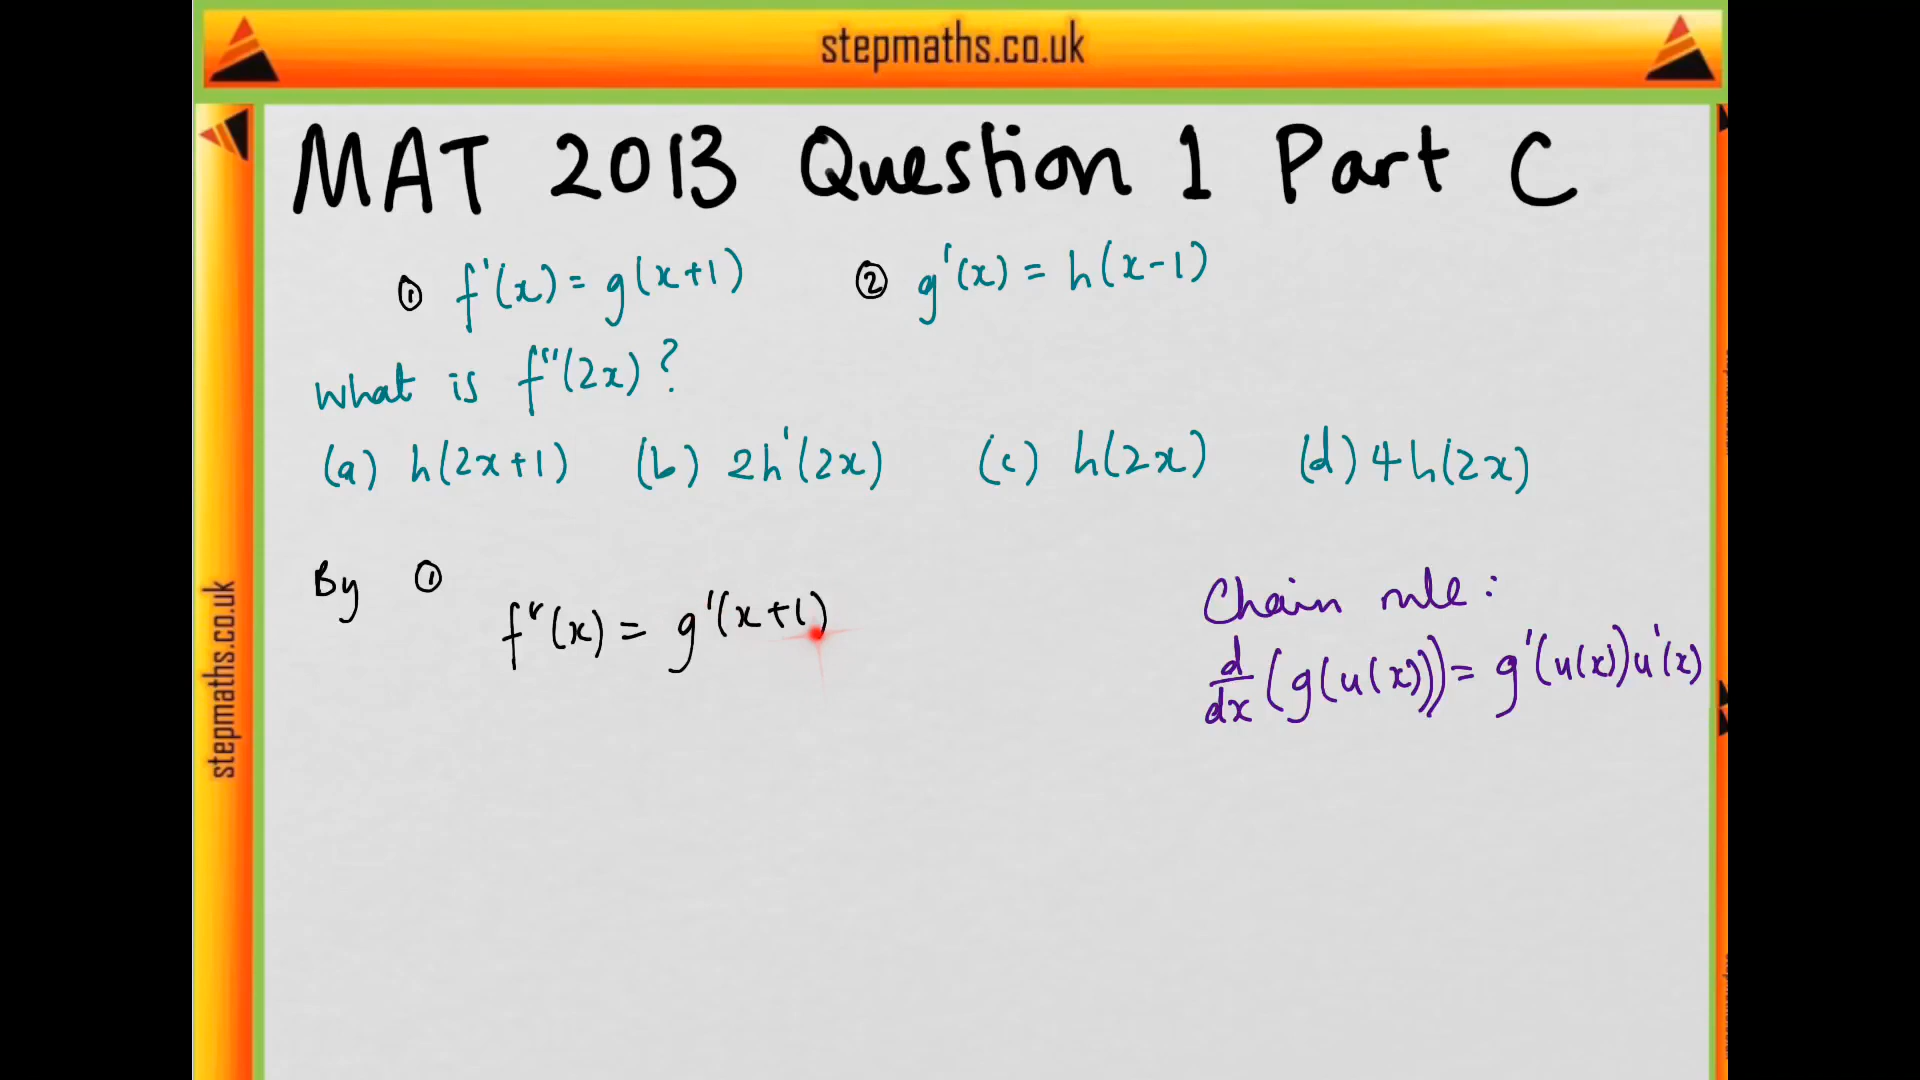 stepmaths.co.uk
MAT 2013 Question 1 Part C
① f'(x) = g(x+1) ② g'(x) = h(x-1)
What is f''(2x)?
(a) h(2x+1) (b) 2h'(2x) (c) h(2x) (d) 4h(2x)
By ①
f''(x) = g'(x+1)
Chain rule:
d/dx (g(u(x))) = g'(u(x))u'(x)
stepmaths.co.uk